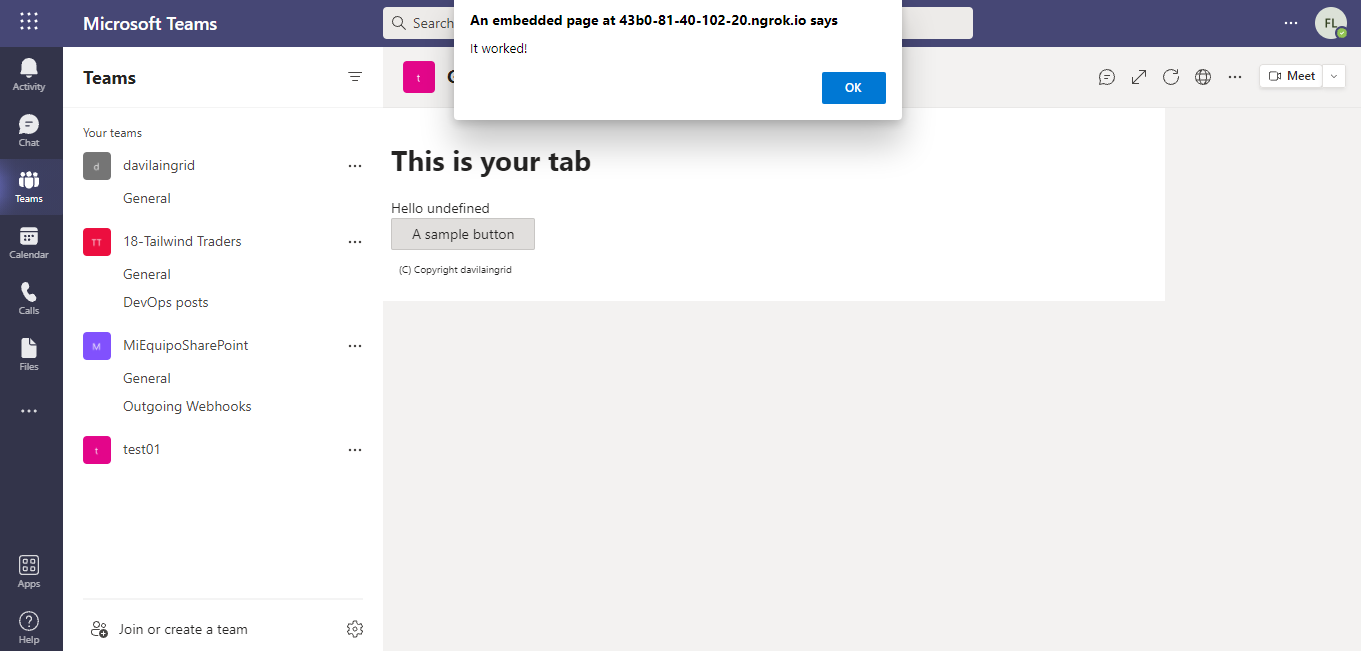 Microsoft Teams
Search
FL
An embedded page at 43b0-81-40-102-20.ngrok.io says
It worked!
OK
Activity
Chat
Teams
Calendar
Calls
Files
Apps
Help
Teams
Your teams
d davilaingrid
General
TT 18-Tailwind Traders
General
DevOps posts
M MiEquipoSharePoint
General
Outgoing Webhooks
t test01
Join or create a team
t
Meet
This is your tab
Hello undefined
A sample button
(C) Copyright davilaingrid